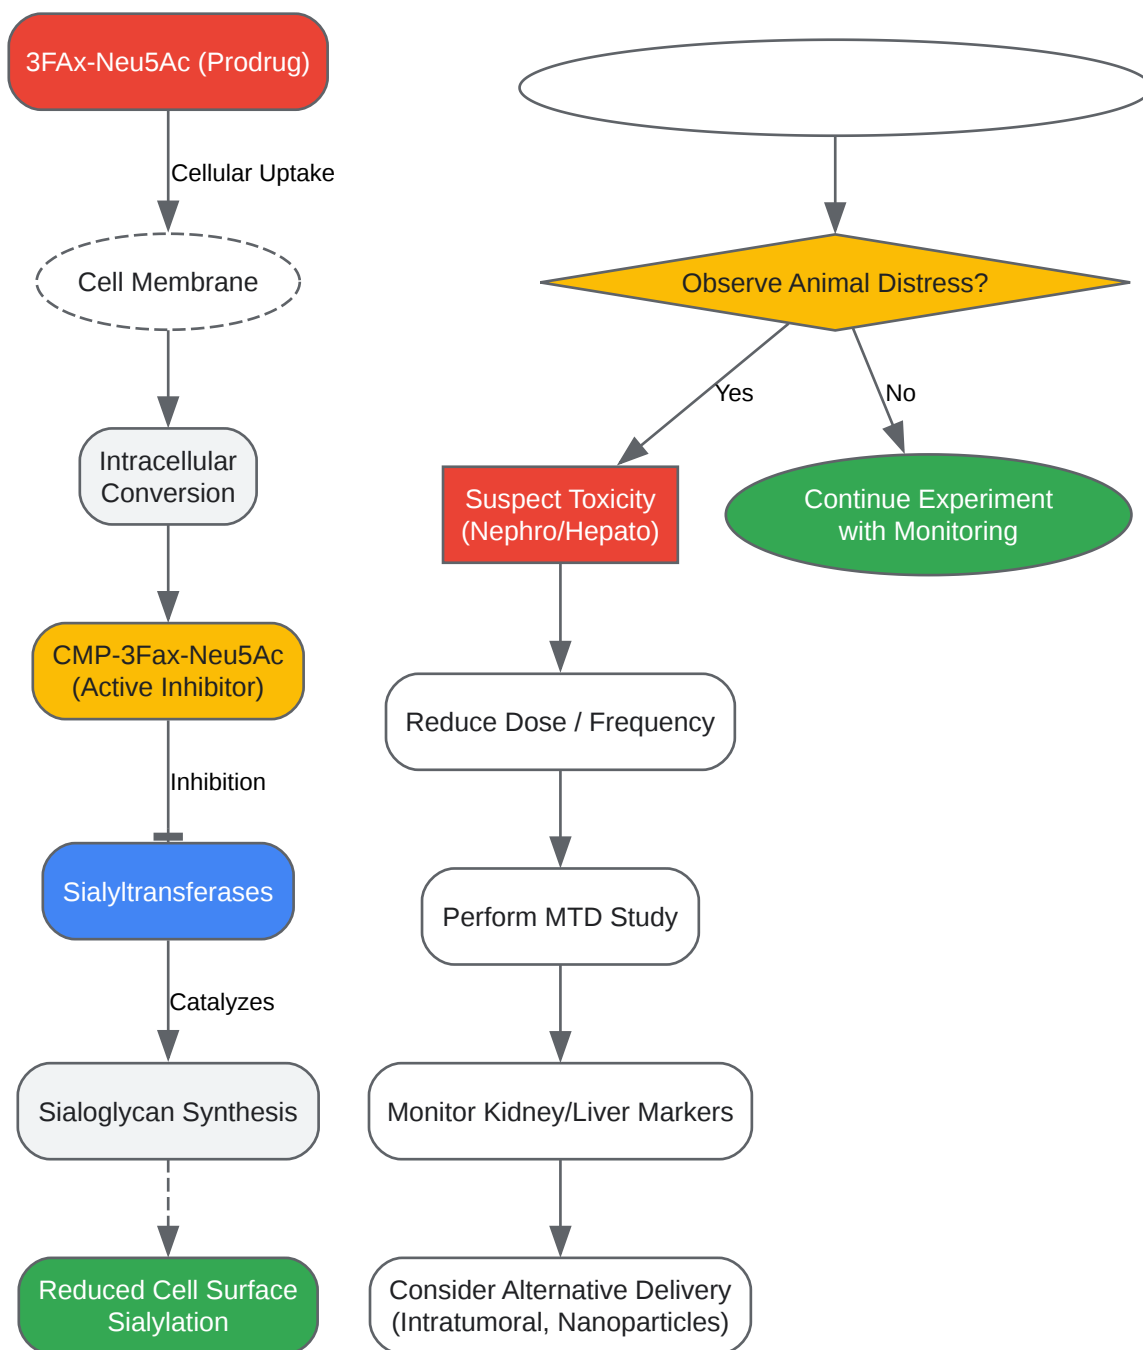 3FAx-Neu5Ac (Prodrug)
Cellular Uptake
Cell Membrane
Intracellular
Conversion
CMP-3Fax-Neu5Ac
(Active Inhibitor)
Inhibition
Sialyltransferases
Catalyzes
Sialoglycan Synthesis
Reduced Cell Surface
Sialylation
Observe Animal Distress?
Yes
No
Suspect Toxicity
(Nephro/Hepato)
Continue Experiment
with Monitoring
Reduce Dose / Frequency
Perform MTD Study
Monitor Kidney/Liver Markers
Consider Alternative Delivery
(Intratumoral, Nanoparticles)